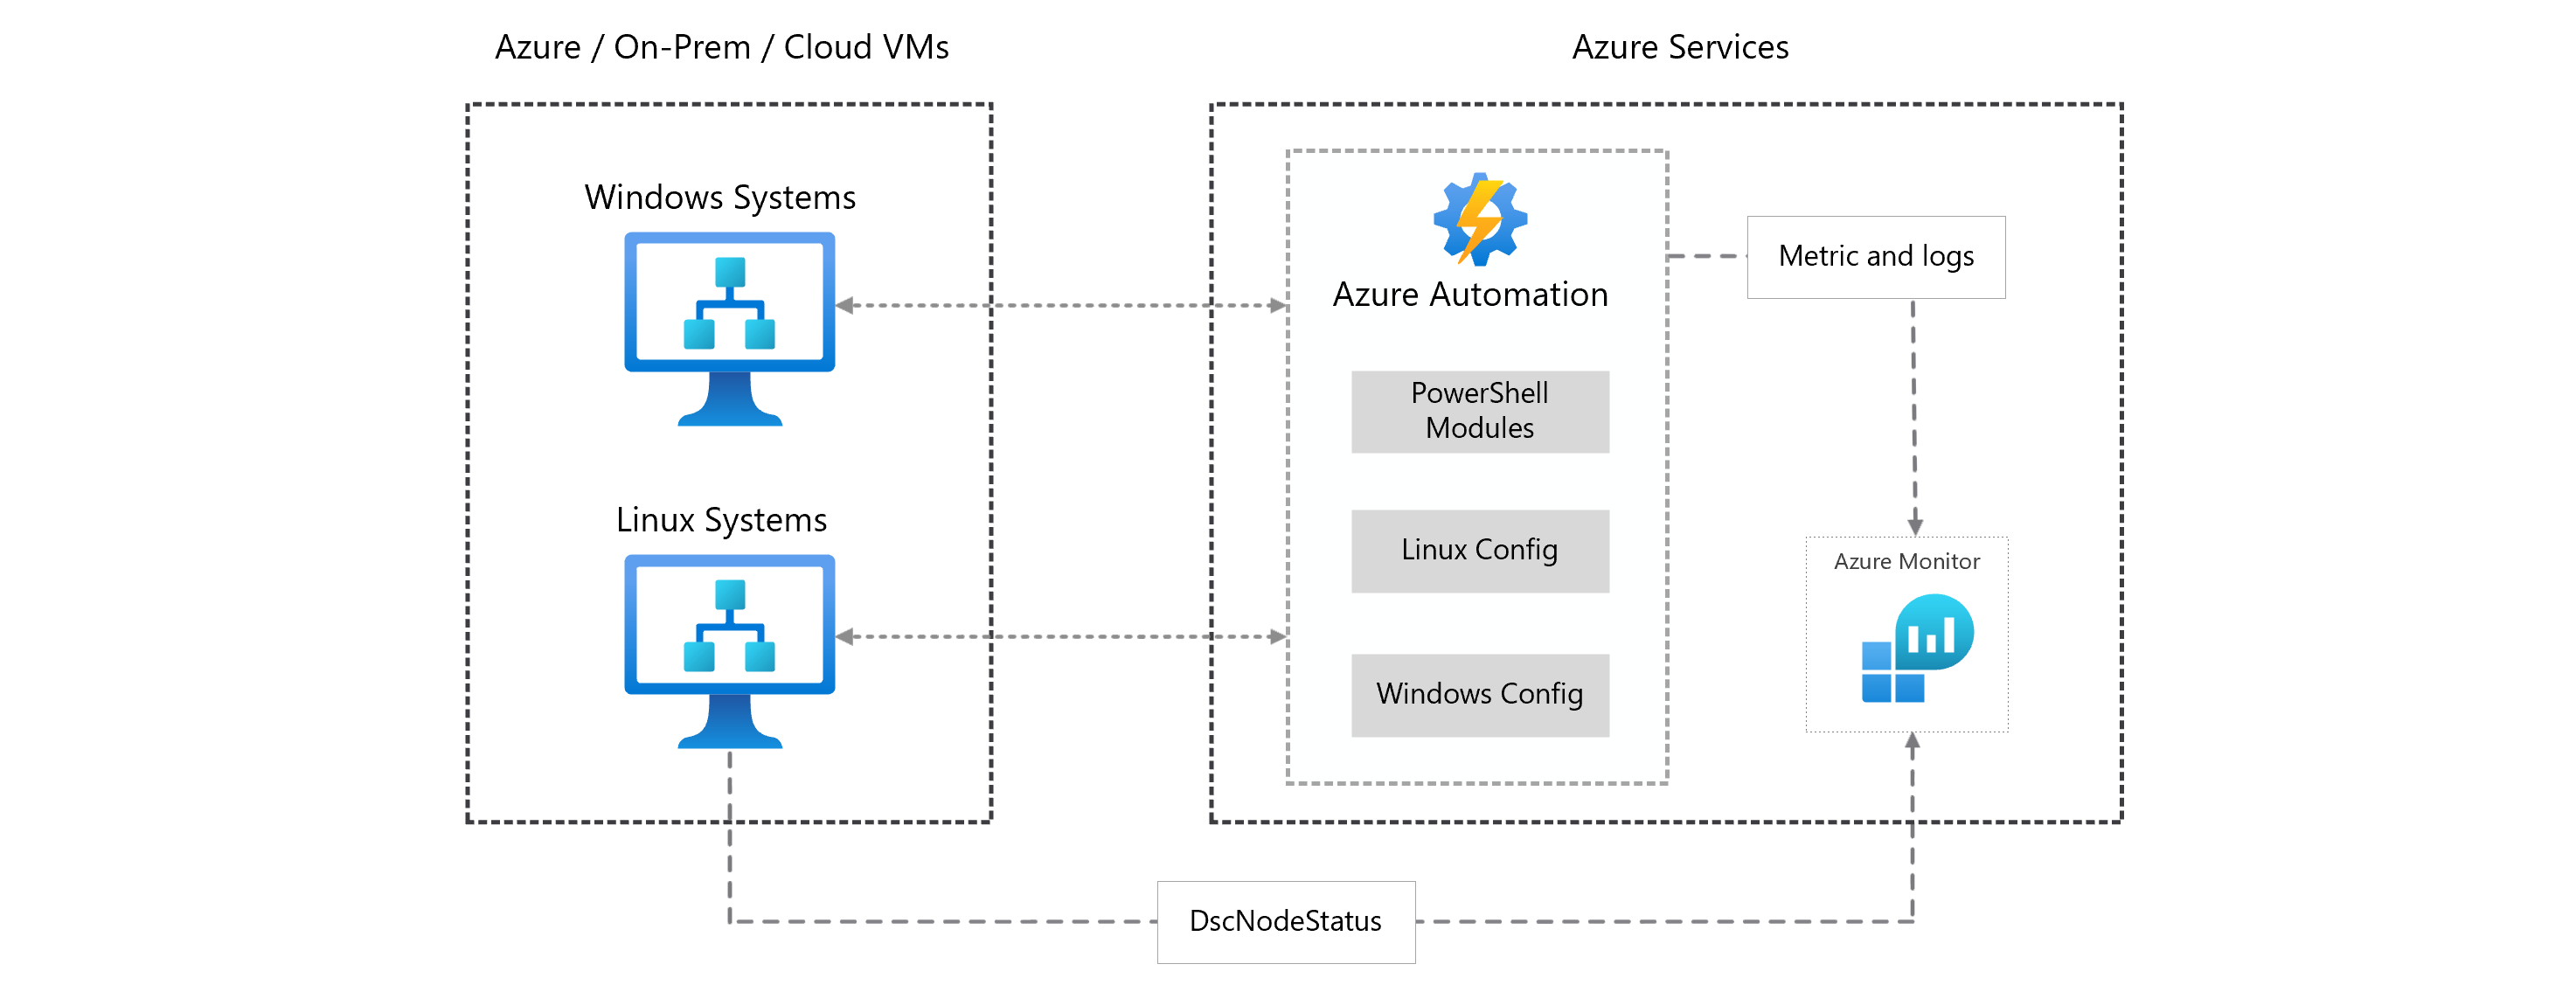 Azure / On-Prem / Cloud VMs
Azure Services
Windows Systems
Linux Systems
Azure Automation
PowerShell
Modules
Linux Config
Windows Config
Metric and logs
Azure Monitor
DscNodeStatus